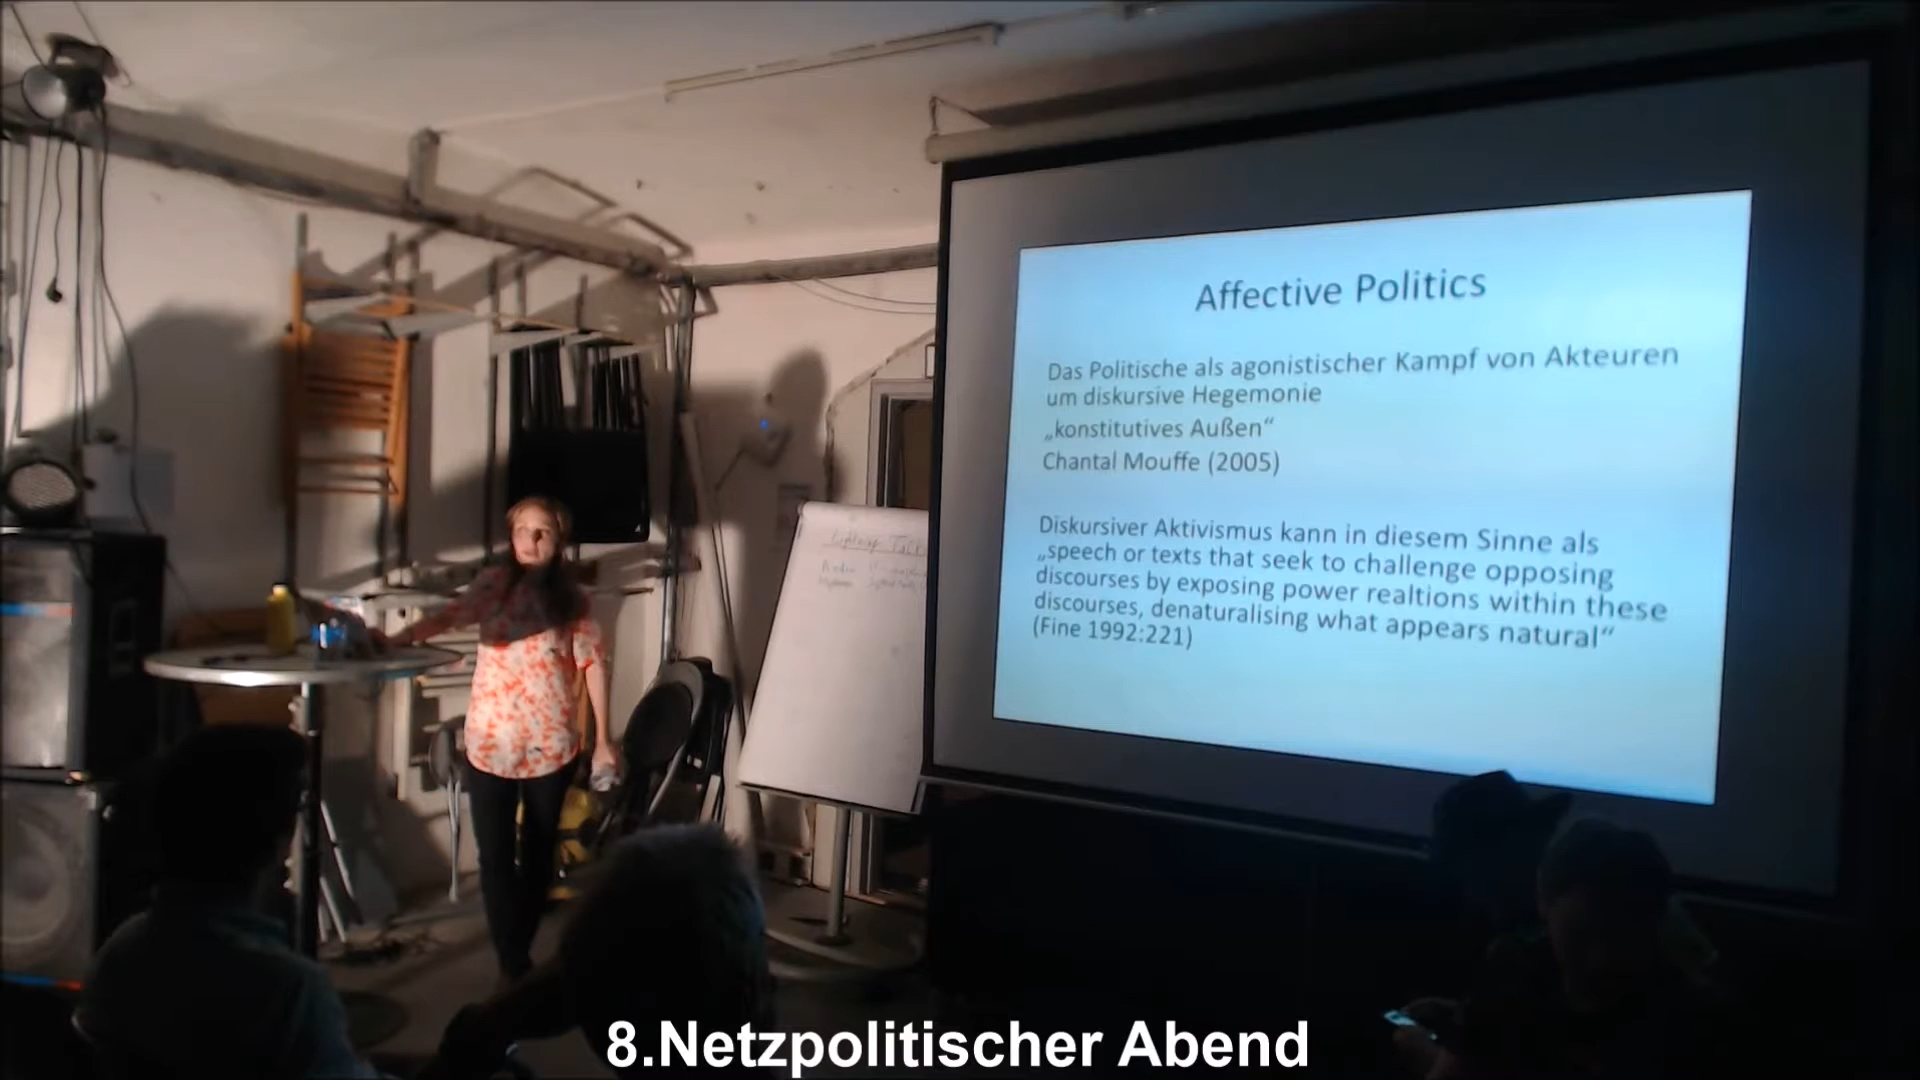 Affective Politics
Das Politische als agonistischer Kampf von Akteuren
um diskursive Hegemonie
„konstitutives Außen“
Chantal Mouffe (2005)
Diskursiver Aktivismus kann in diesem Sinne als
„speech or texts that seek to challenge opposing
discourses by exposing power realtions within these
discourses, denaturalising what appears natural“
(Fine 1992:221)
8.Netzpolitischer Abend